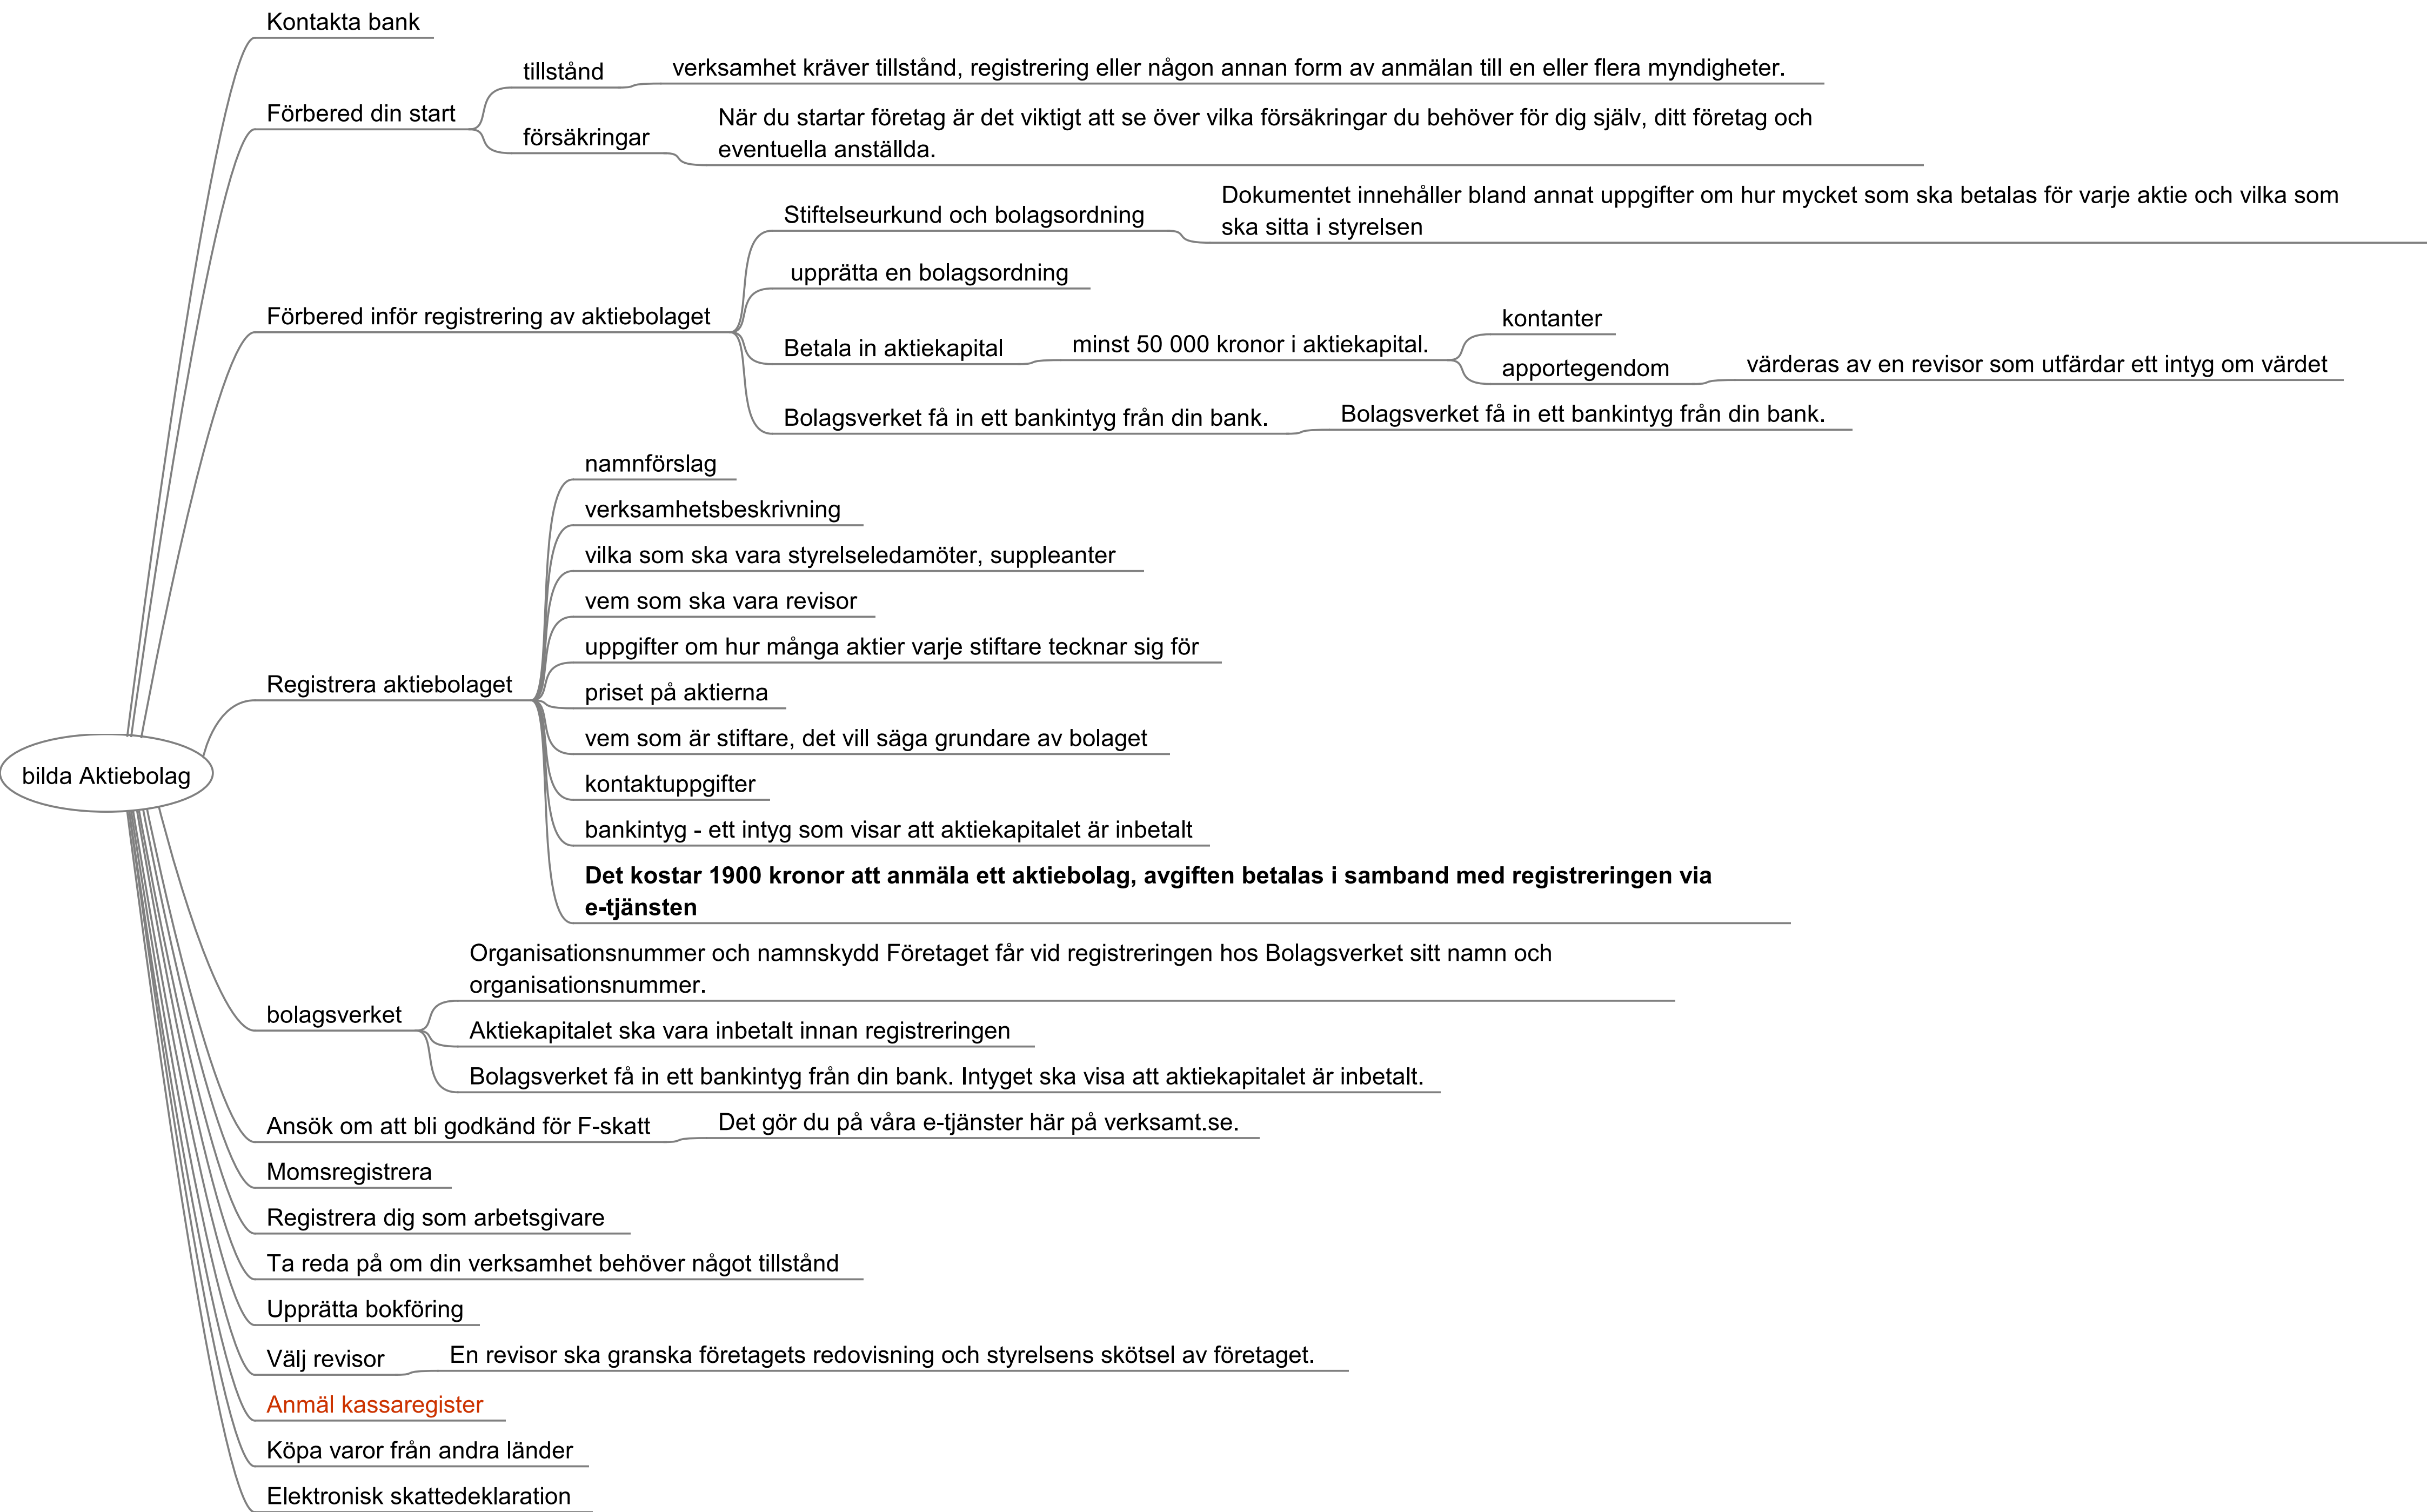 Kontakta bank
Förbered din start
tillstånd
verksamhet kräver tillstånd, registrering eller någon annan form av anmälan till en eller flera myndigheter.
försäkringar
När du startar företag är det viktigt att se över vilka försäkringar du behöver för dig själv, ditt företag och
eventuella anställda.
Förbered inför registrering av aktiebolaget
Stiftelseurkund och bolagsordning
Dokumentet innehåller bland annat uppgifter om hur mycket som ska betalas för varje aktie och vilka som
ska sitta i styrelsen
upprätta en bolagsordning
Betala in aktiekapital
minst 50 000 kronor i aktiekapital.
kontanter
apportegendom
värderas av en revisor som utfärdar ett intyg om värdet
Bolagsverket få in ett bankintyg från din bank.
Bolagsverket få in ett bankintyg från din bank.
Registrera aktiebolaget
namnförslag
verksamhetsbeskrivning
vilka som ska vara styrelseledamöter, suppleanter
vem som ska vara revisor
uppgifter om hur många aktier varje stiftare tecknar sig för
priset på aktierna
vem som är stiftare, det vill säga grundare av bolaget
kontaktuppgifter
bankintyg - ett intyg som visar att aktiekapitalet är inbetalt
Det kostar 1900 kronor att anmäla ett aktiebolag, avgiften betalas i samband med registreringen via
e-tjänsten
bilda Aktiebolag
bolagsverket
Organisationsnummer och namnskydd Företaget får vid registreringen hos Bolagsverket sitt namn och
organisationsnummer.
Aktiekapitalet ska vara inbetalt innan registreringen
Bolagsverket få in ett bankintyg från din bank. Intyget ska visa att aktiekapitalet är inbetalt.
Ansök om att bli godkänd för F-skatt
Det gör du på våra e-tjänster här på verksamt.se.
Momsregistrera
Registrera dig som arbetsgivare
Ta reda på om din verksamhet behöver något tillstånd
Upprätta bokföring
Välj revisor
En revisor ska granska företagets redovisning och styrelsens skötsel av företaget.
Anmäl kassaregister
Köpa varor från andra länder
Elektronisk skattedeklaration